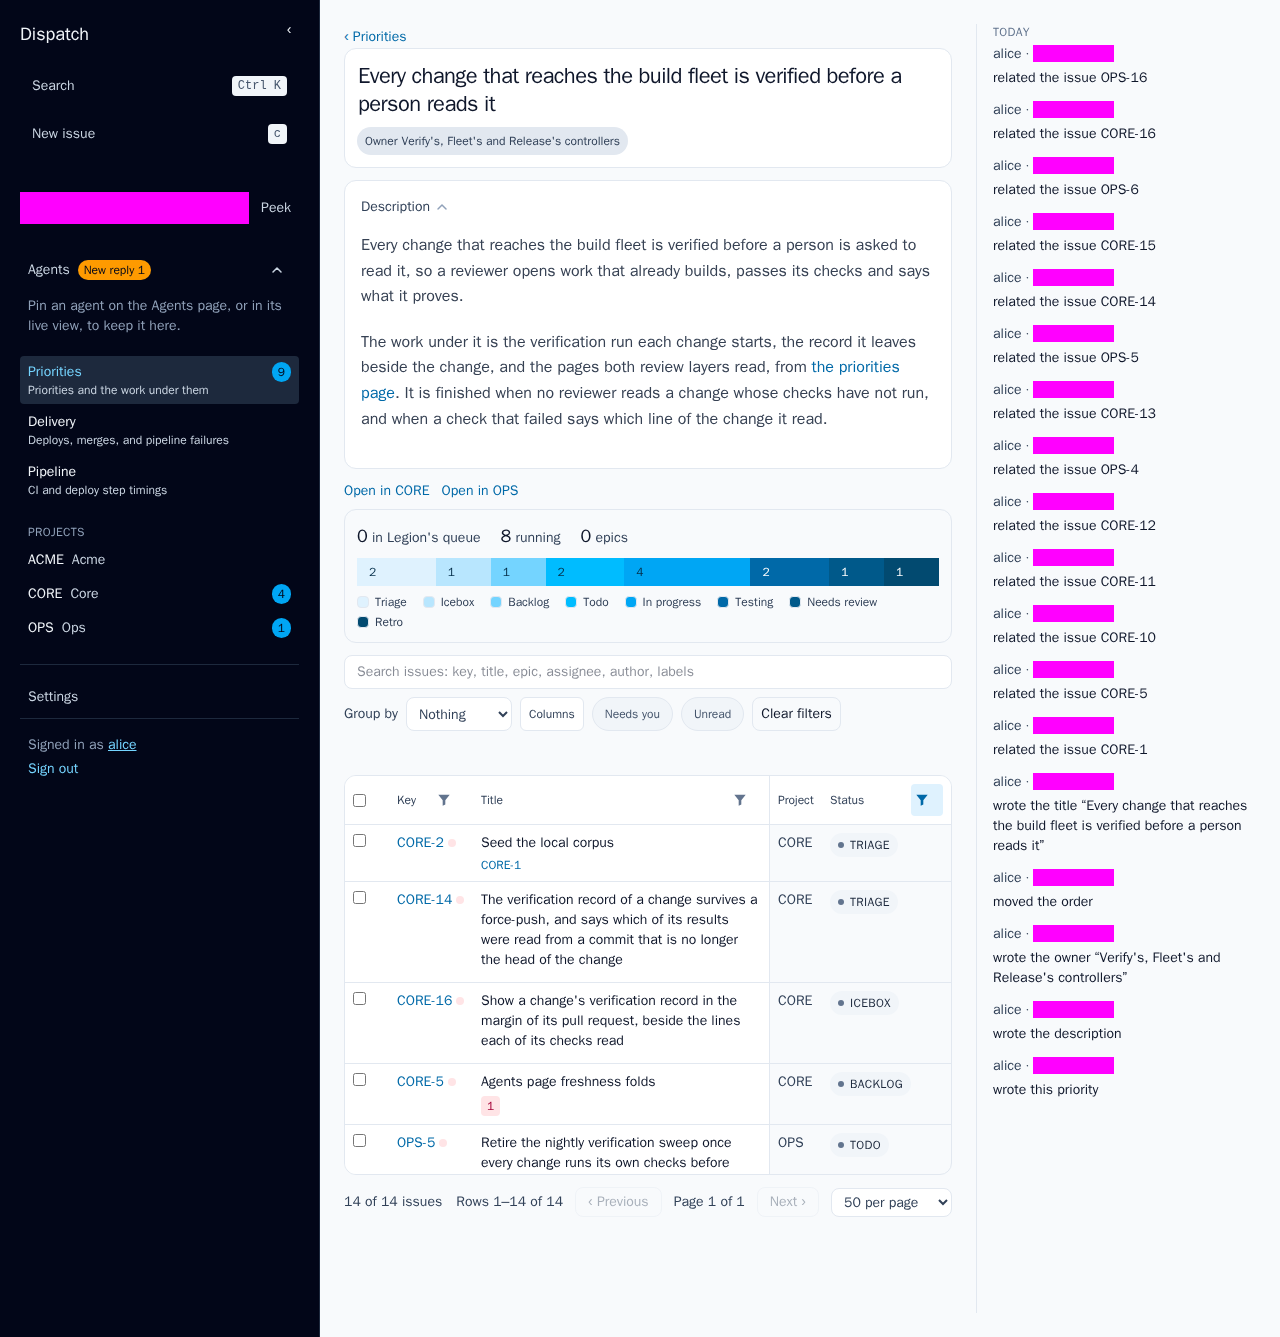 Dispatch
‹
Search
Ctrl K
New issue
C
Peek
Agents
New reply 1
Pin an agent on the Agents page, or in its
live view, to keep it here.
Priorities
9
Priorities and the work under them
Delivery
Deploys, merges, and pipeline failures
Pipeline
CI and deploy step timings
PROJECTS
ACME Acme
CORE Core
4
OPS Ops
1
Settings
Signed in as alice
Sign out
‹ Priorities
Every change that reaches the build fleet is verified before a
person reads it
Owner Verify's, Fleet's and Release's controllers
Description
Every change that reaches the build fleet is verified before a person is asked to
read it, so a reviewer opens work that already builds, passes its checks and says
what it proves.
The work under it is the verification run each change starts, the record it leaves
beside the change, and the pages both review layers read, from the priorities
page. It is finished when no reviewer reads a change whose checks have not run,
and when a check that failed says which line of the change it read.
Open in CORE Open in OPS
0 in Legion's queue 8 running 0 epics
2 1 1 2 4 2 1 1
Triage Icebox Backlog Todo In progress Testing Needs review
Retro
Search issues: key, title, epic, assignee, author, labels
Group by Nothing Columns Needs you Unread Clear filters
Key Title Project Status
CORE-2 Seed the local corpus CORE TRIAGE
CORE-1
CORE-14 The verification record of a change survives a CORE TRIAGE
force-push, and says which of its results
were read from a commit that is no longer
the head of the change
CORE-16 Show a change's verification record in the CORE ICEBOX
margin of its pull request, beside the lines
each of its checks read
CORE-5 Agents page freshness folds CORE BACKLOG
1
OPS-5 Retire the nightly verification sweep once OPS TODO
every change runs its own checks before
14 of 14 issues Rows 1–14 of 14 ‹ Previous Page 1 of 1 Next › 50 per page
TODAY
alice ·
related the issue OPS-16
alice ·
related the issue CORE-16
alice ·
related the issue OPS-6
alice ·
related the issue CORE-15
alice ·
related the issue CORE-14
alice ·
related the issue OPS-5
alice ·
related the issue CORE-13
alice ·
related the issue OPS-4
alice ·
related the issue CORE-12
alice ·
related the issue CORE-11
alice ·
related the issue CORE-10
alice ·
related the issue CORE-5
alice ·
related the issue CORE-1
alice ·
wrote the title “Every change that reaches
the build fleet is verified before a person
reads it”
alice ·
moved the order
alice ·
wrote the owner “Verify's, Fleet's and
Release's controllers”
alice ·
wrote the description
alice ·
wrote this priority